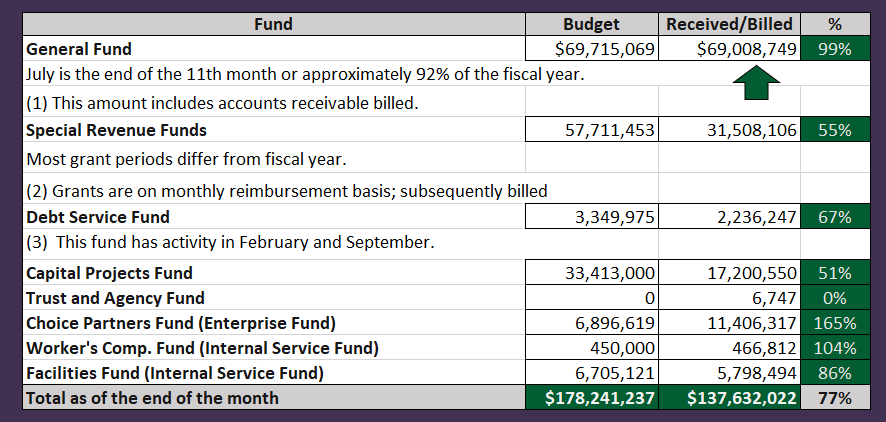 Fund Budget Received/Billed %
General Fund $69,715,069 $69,008,749 99%
July is the end of the 11th month or approximately 92% of the fiscal year.
(1) This amount includes accounts receivable billed.
Special Revenue Funds 57,711,453 31,508,106 55%
Most grant periods differ from fiscal year.
(2) Grants are on monthly reimbursement basis; subsequently billed
Debt Service Fund 3,349,975 2,236,247 67%
(3) This fund has activity in February and September.
Capital Projects Fund 33,413,000 17,200,550 51%
Trust and Agency Fund 0 6,747 0%
Choice Partners Fund (Enterprise Fund) 6,896,619 11,406,317 165%
Worker's Comp. Fund (Internal Service Fund) 450,000 466,812 104%
Facilities Fund (Internal Service Fund) 6,705,121 5,798,494 86%
Total as of the end of the month $178,241,237 $137,632,022 77%